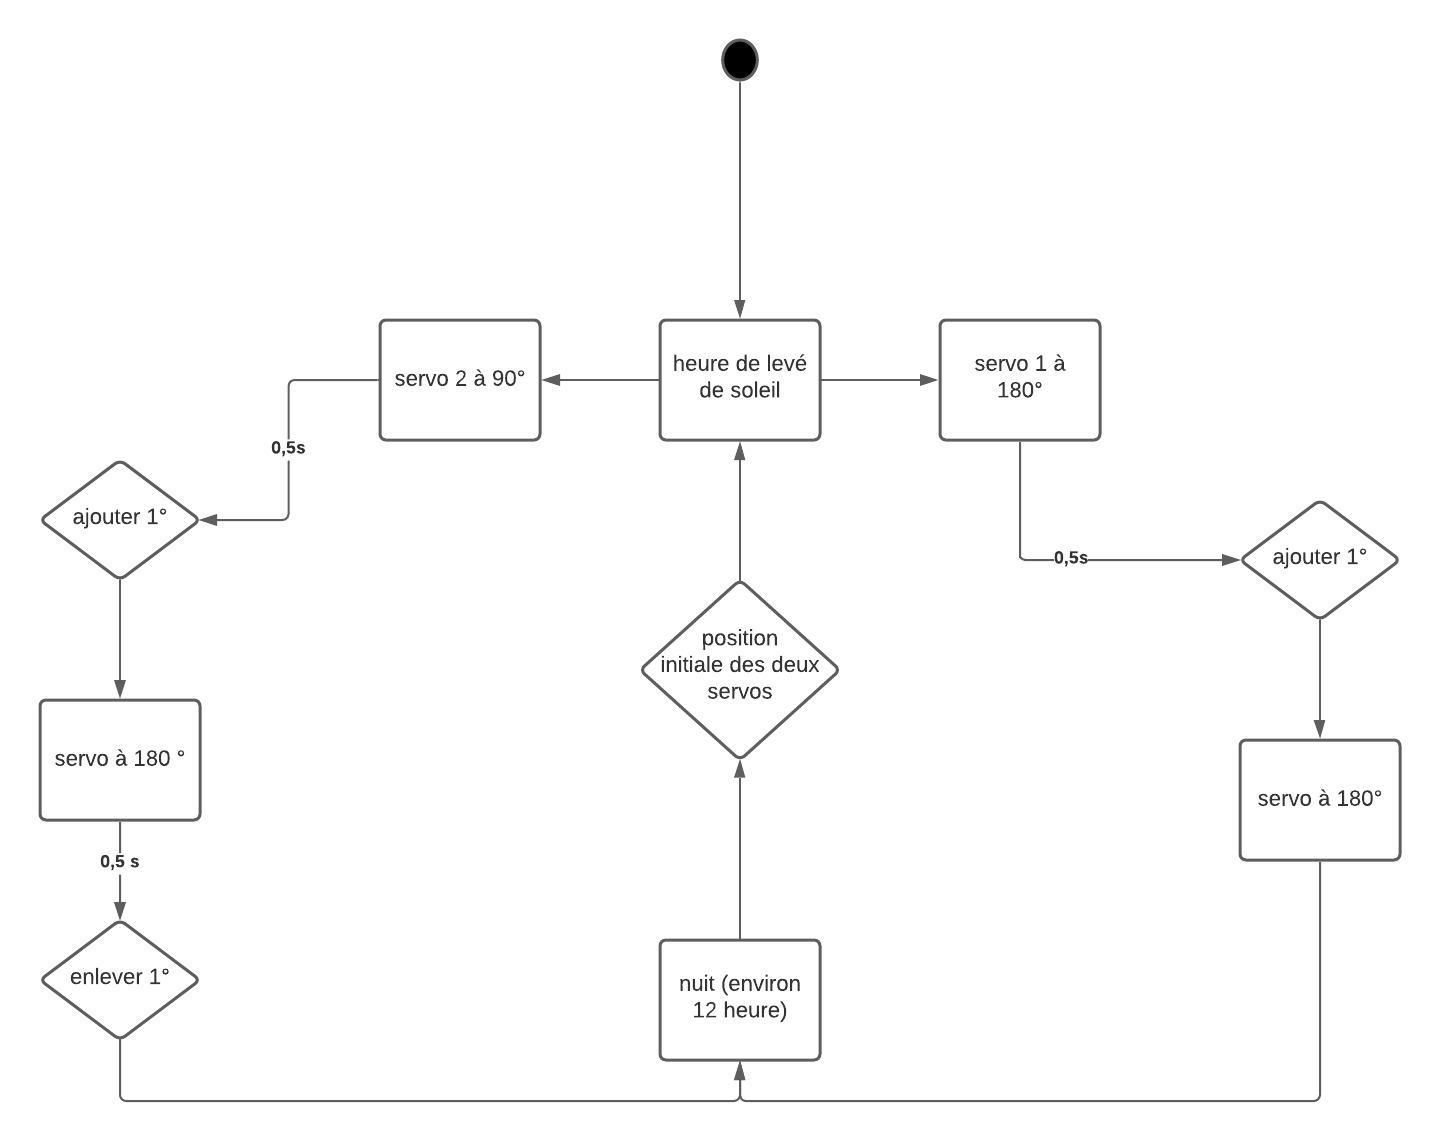 servo 2 à 90°
heure de levé
de soleil
servo 1 à
180°
0,5s
ajouter 1°
0,5s
ajouter 1°
position
initiale des deux
servos
servo à 180 °
servo à 180°
0,5 s
enlever 1°
nuit (environ
12 heure)